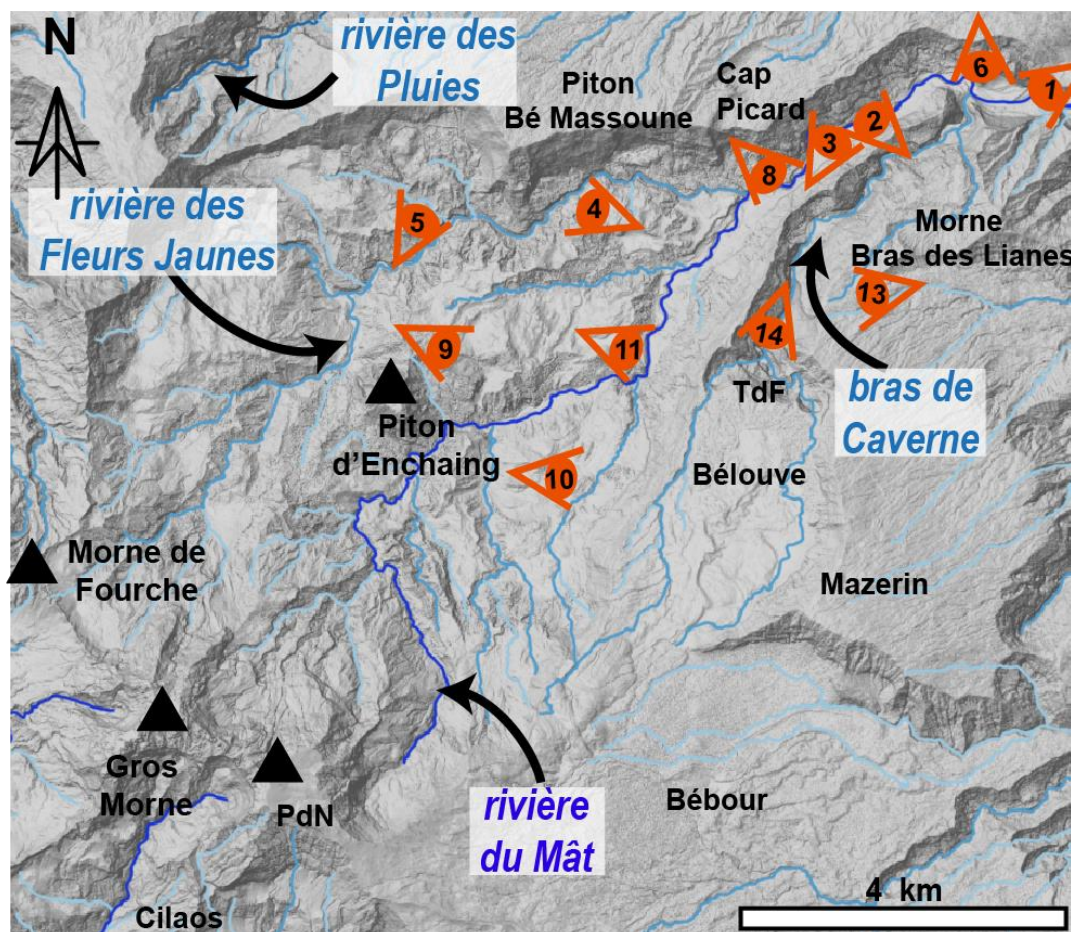 N
rivière des
Pluies
Piton
Bé Massoune
Cap
Picard
6
1
2
3
8
rivière des
Fleurs Jaunes
5
4
Morne
Bras des Lianes
13
14
9
11
TdF
bras de
Caverne
Piton
d'Enchaing
10
Bélouve
Morne de
Fourche
Mazerin
Gros
Morne
PdN
rivière
du Mât
Bébour
4 km
Cilaos